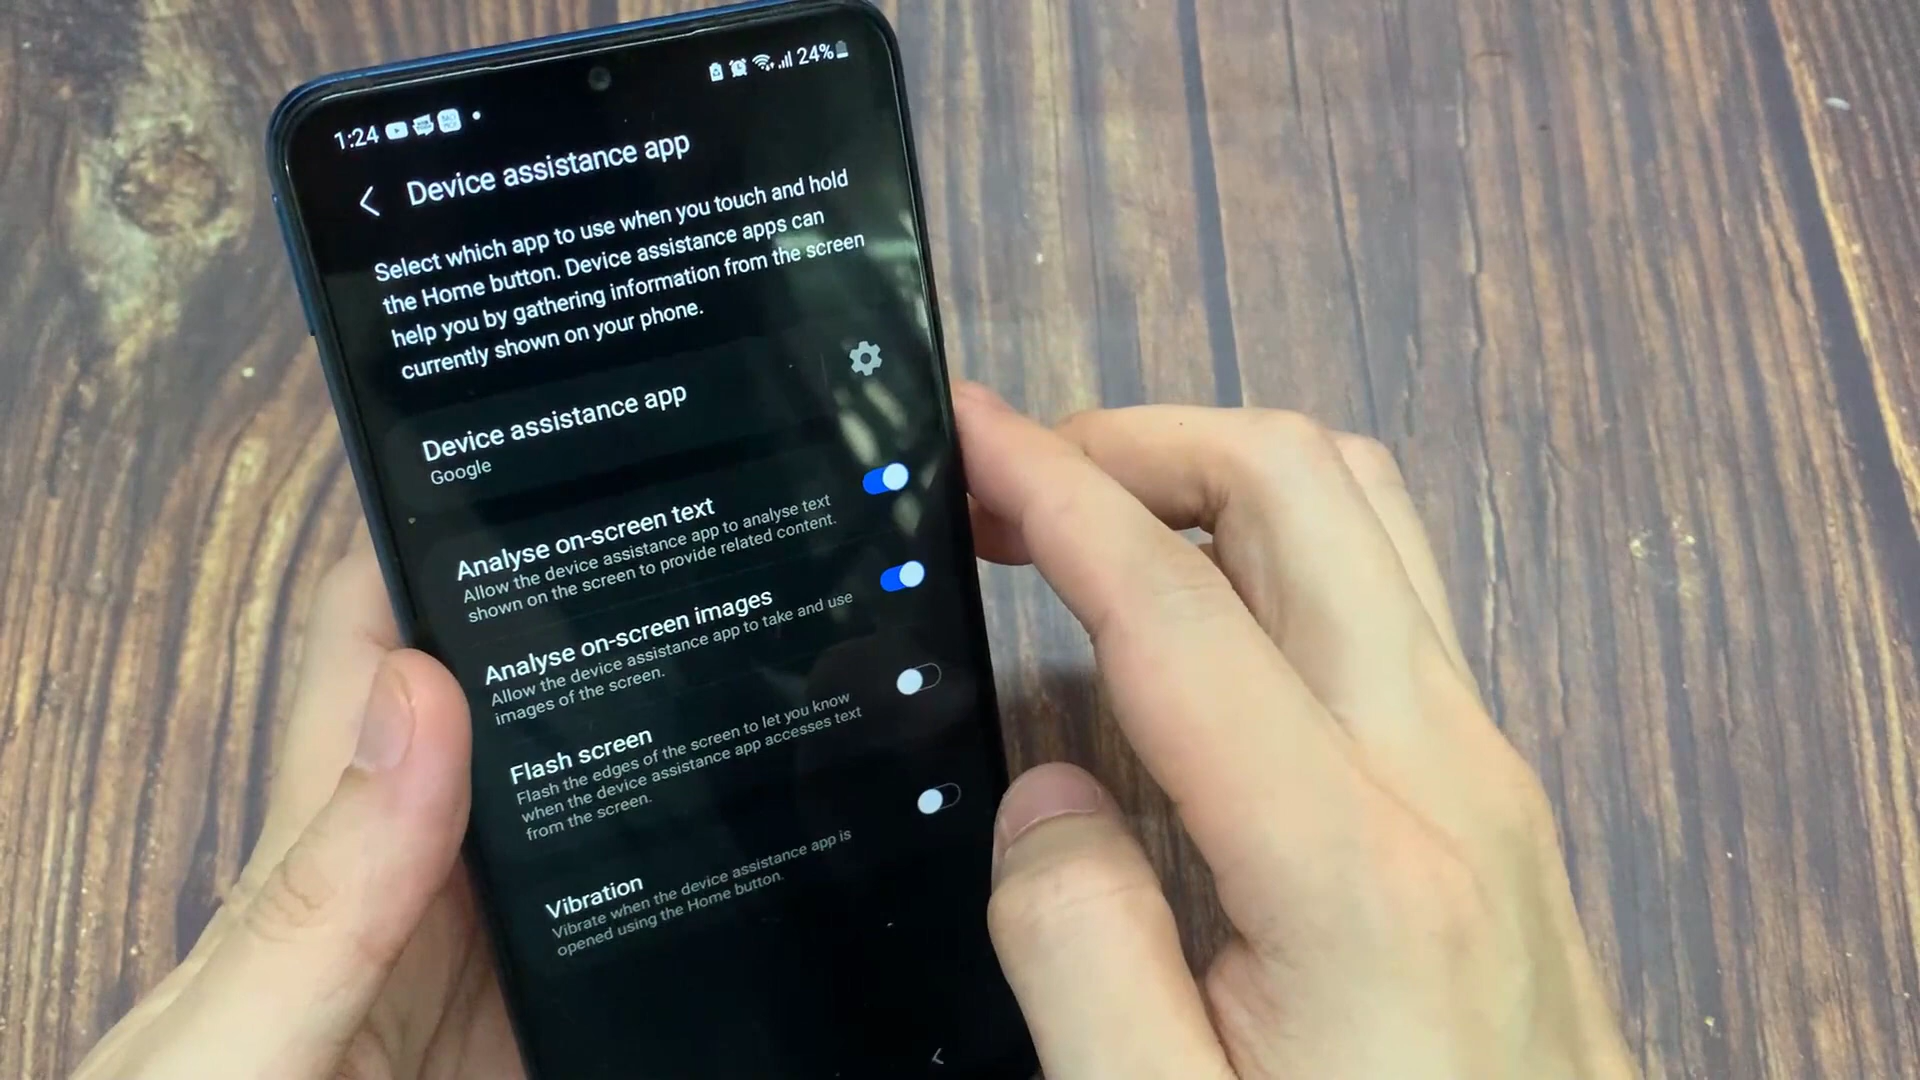 1:24
24%
Device assistance app
Select which app to use when you touch and hold
the Home button. Device assistance apps can
help you by gathering information from the screen
currently shown on your phone.
Device assistance app
Google
Analyse on-screen text
Allow the device assistance app to analyse text
shown on the screen to provide related content.
Analyse on-screen images
Allow the device assistance app to take and use
images of the screen.
Flash screen
Flash the edges of the screen to let you know
when the device assistance app accesses text
from the screen.
Vibration
Vibrate when the device assistance app is
opened using the Home button.